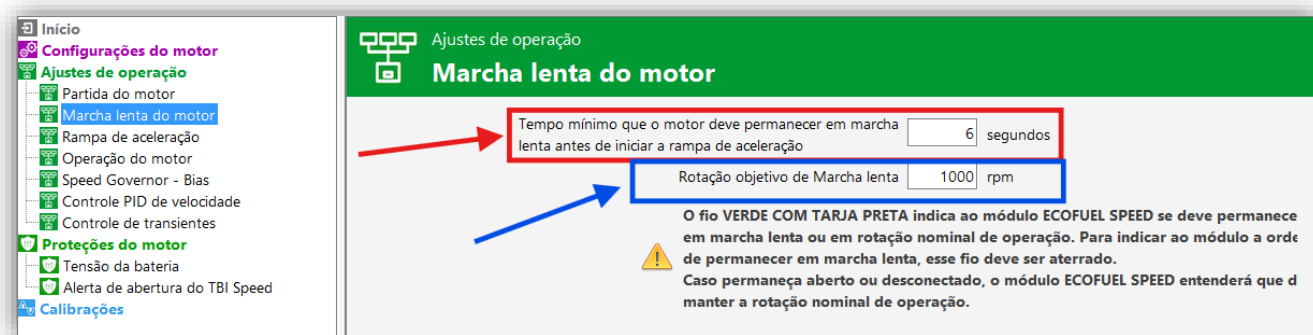 Início
Configurações do motor
Ajustes de operação
Partida do motor
Marcha lenta do motor
Rampa de aceleração
Operação do motor
Speed Governor - Bias
Controle PID de velocidade
Controle de transientes
Proteções do motor
Tensão da bateria
Alerta de abertura do TBI Speed
Calibrações
Ajustes de operação
Marcha lenta do motor
Tempo mínimo que o motor deve permanecer em marcha
lenta antes de iniciar a rampa de aceleração
6 segundos
Rotação objetivo de Marcha lenta 1000 rpm
O fio VERDE COM TARJA PRETA indica ao módulo ECOFUEL SPEED se deve permanece
em marcha lenta ou em rotação nominal de operação. Para indicar ao módulo a orde
de permanecer em marcha lenta, esse fio deve ser aterrado.
Caso permaneça aberto ou desconectado, o módulo ECOFUEL SPEED entenderá que d
manter a rotação nominal de operação.